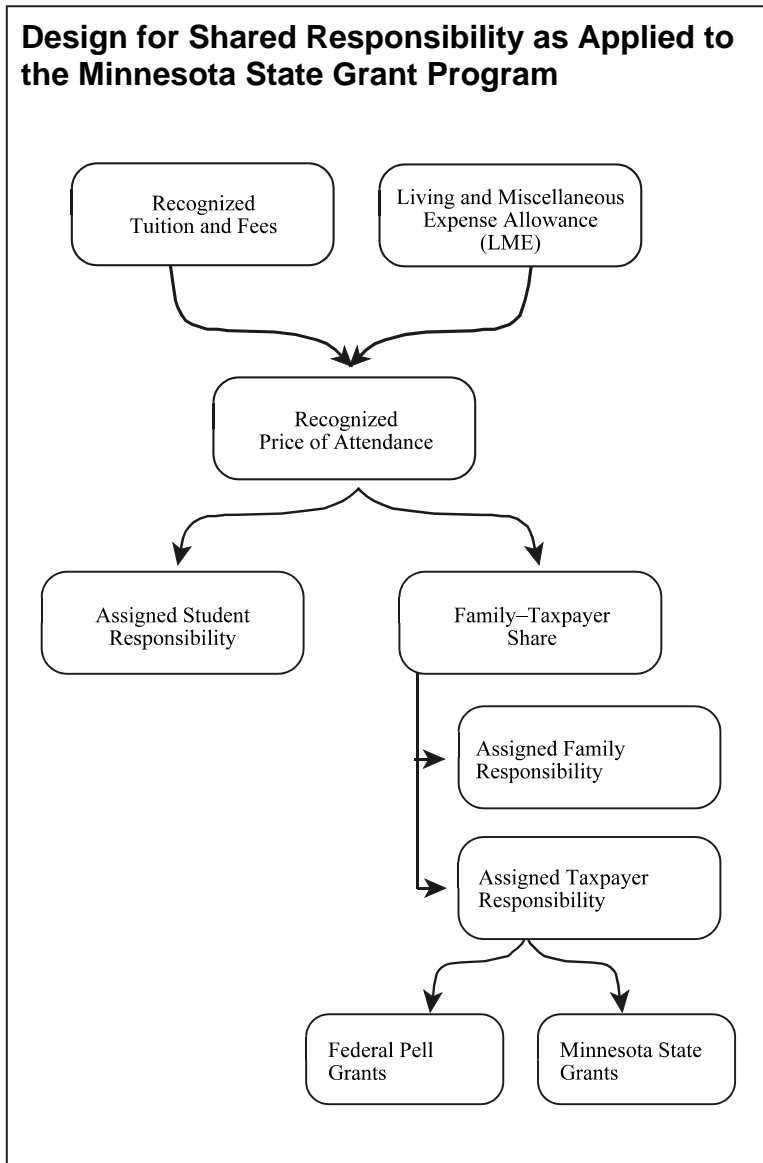 Design for Shared Responsibility as Applied to
the Minnesota State Grant Program
Recognized
Tuition and Fees
Living and Miscellaneous
Expense Allowance
(LME)
Recognized
Price of Attendance
Assigned Student
Responsibility
Family–Taxpayer
Share
Assigned Family
Responsibility
Assigned Taxpayer
Responsibility
Federal Pell
Grants
Minnesota State
Grants